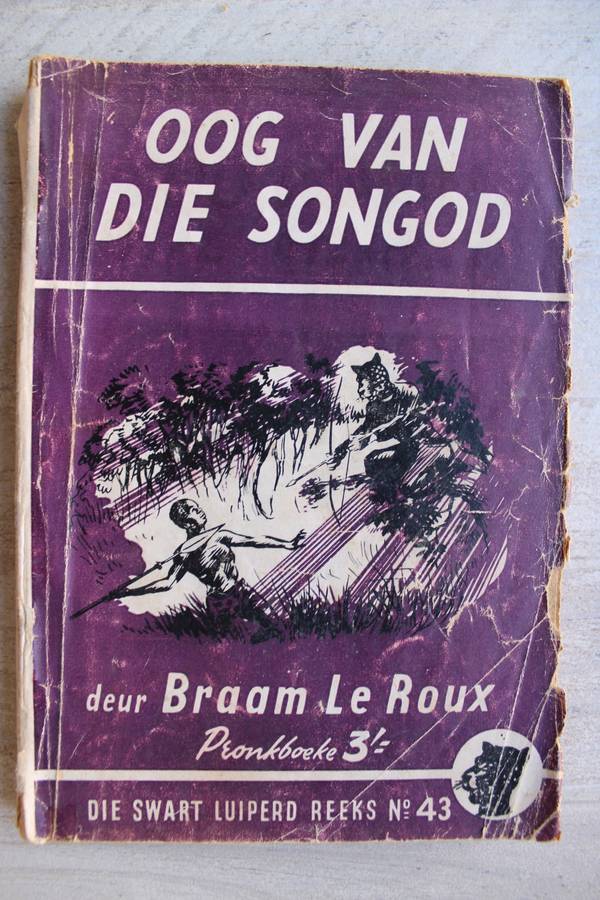 OOG VAN
DIE SONGOD
deur Braam Le Roux
Pronkboeke 3/-
DIE SWART LUIPERD REEKS Nº 43